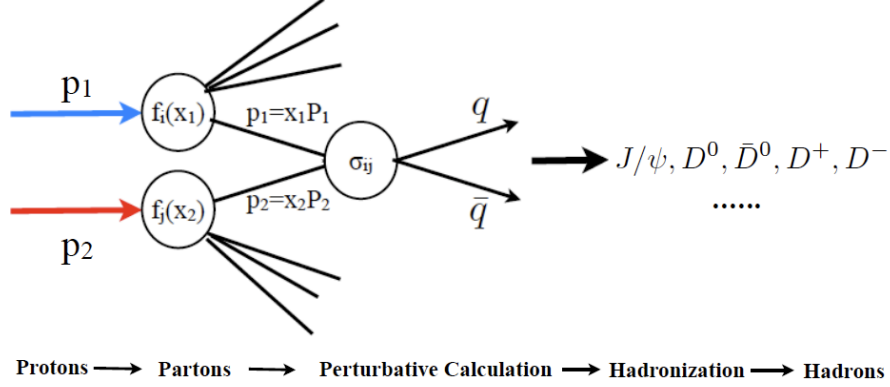 p1
fi(x1)
p1=x1P1
q
σij
J/ψ, D⁰, D̄⁰, D⁺, D⁻
......
fj(x2)
p2=x2P2
q̄
p2
Protons → Partons → Perturbative Calculation → Hadronization → Hadrons